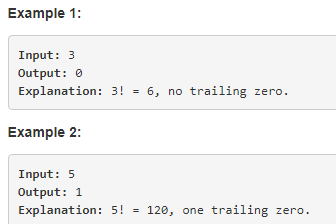 Example 1:
Input: 3
Output: 0
Explanation: 3! = 6, no trailing zero.
Example 2:
Input: 5
Output: 1
Explanation: 5! = 120, one trailing zero.